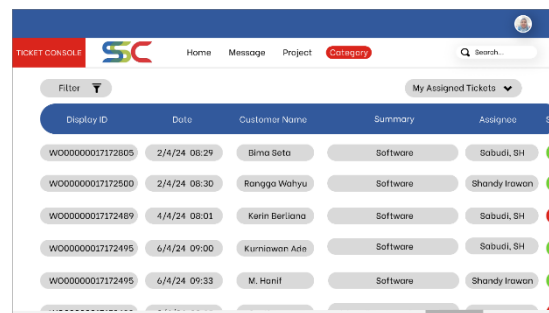 TICKET CONSOLE SSC Home Message Project Category Search...
Filter My Assigned Tickets
Display ID Date Customer Name Summary Assignee
WO00000017172805 2/4/24 08:29 Bima Seta Software Sabudi, SH
WO00000017172500 2/4/24 08:30 Rangga Wahyu Software Shandy Irawan
WO00000017172489 4/4/24 08:01 Kerin Berliana Software Sabudi, SH
WO00000017172495 6/4/24 09:00 Kurniawan Ade Software Sabudi, SH
WO00000017172495 6/4/24 09:33 M. Hanif Software Shandy Irawan